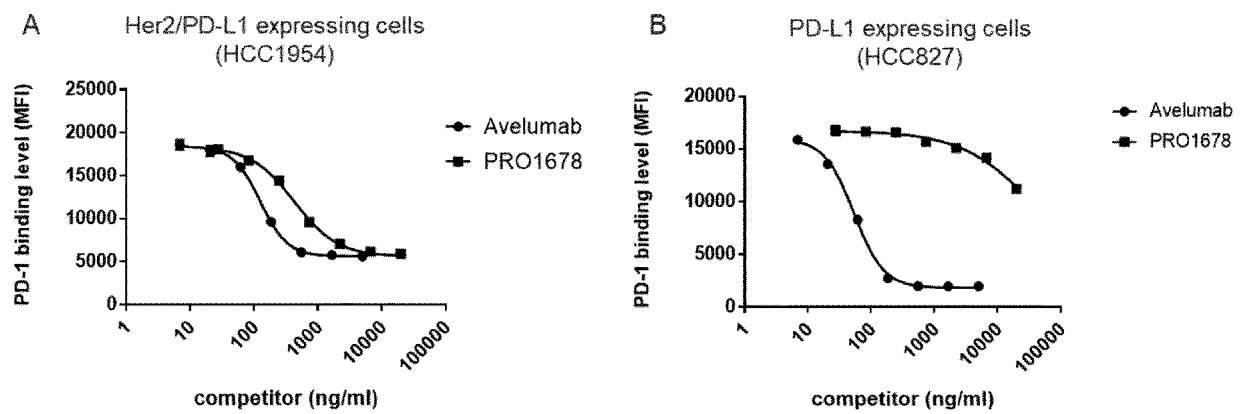 A
Her2/PD-L1 expressing cells
(HCC1954)
PD-1 binding level (MFI)
25000
20000
15000
10000
5000
0
1
10
100
1000
10000
100000
competitor (ng/ml)
Avelumab
PRO1678
B
PD-L1 expressing cells
(HCC827)
PD-1 binding level (MFI)
20000
15000
10000
5000
0
1
10
100
1000
10000
100000
competitor (ng/ml)
Avelumab
PRO1678